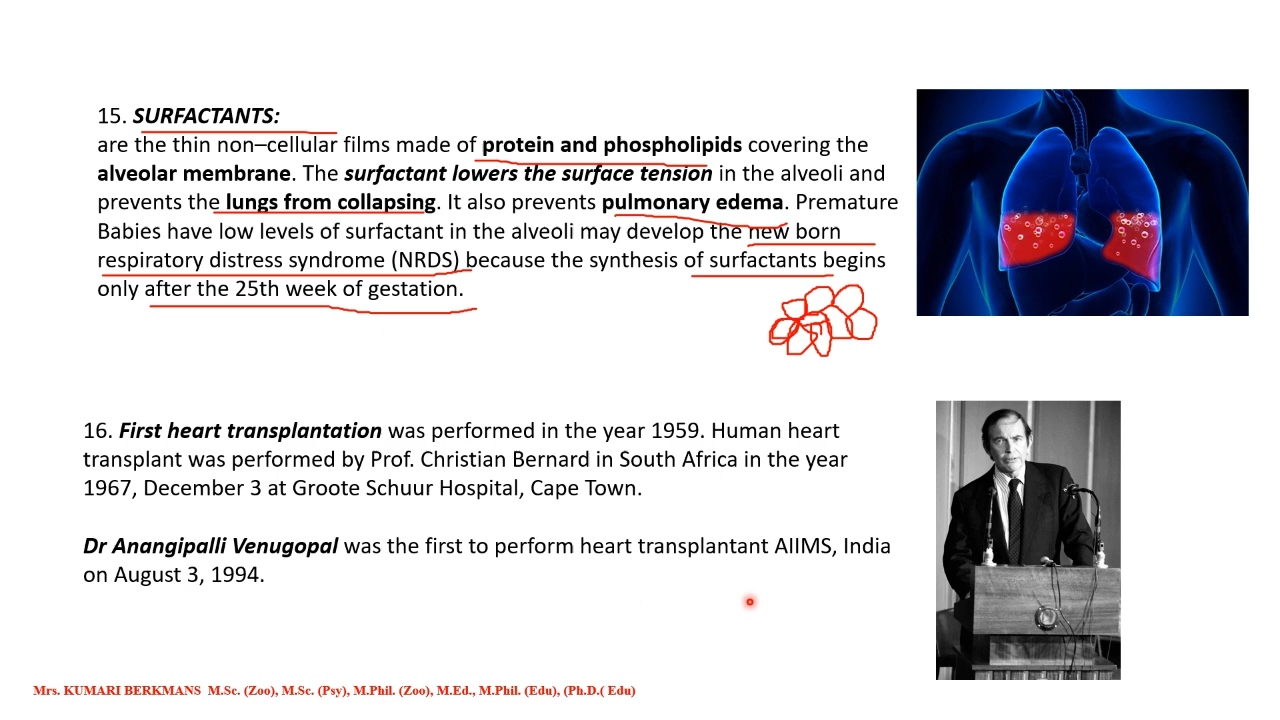 15. SURFACTANTS:
are the thin non–cellular films made of protein and phospholipids covering the
alveolar membrane. The surfactant lowers the surface tension in the alveoli and
prevents the lungs from collapsing. It also prevents pulmonary edema. Premature
Babies have low levels of surfactant in the alveoli may develop the new born
respiratory distress syndrome (NRDS) because the synthesis of surfactants begins
only after the 25th week of gestation.
16. First heart transplantation was performed in the year 1959. Human heart
transplant was performed by Prof. Christian Bernard in South Africa in the year
1967, December 3 at Groote Schuur Hospital, Cape Town.
Dr Anangipalli Venugopal was the first to perform heart transplantant AIIMS, India
on August 3, 1994.
Mrs. KUMARI BERKMANS M.Sc. (Zoo), M.Sc. (Psy), M.Phil. (Zoo), M.Ed., M.Phil. (Edu), (Ph.D.( Edu)